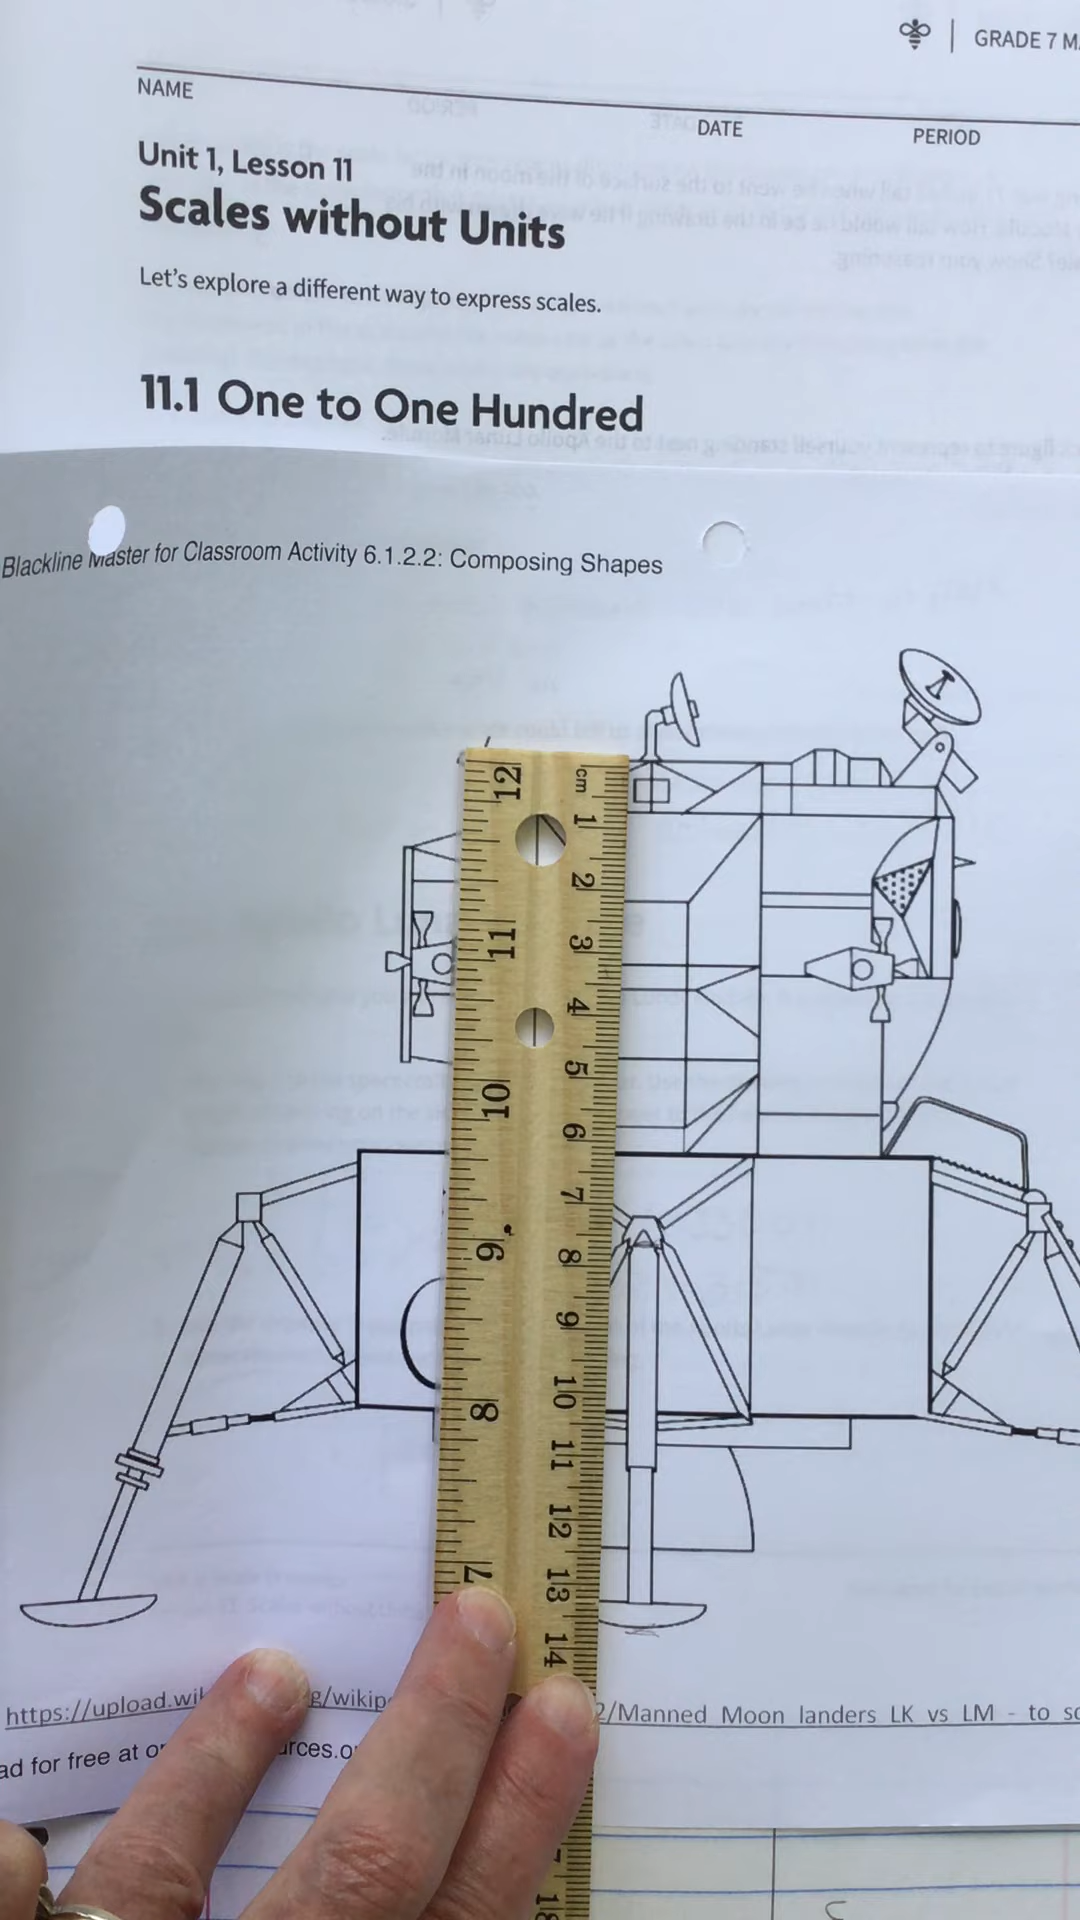 GRADE 7
NAME
DATE
PERIOD
Unit 1, Lesson 11
Scales without Units
Let's explore a different way to express scales.
11.1 One to One Hundred
Blackline Master for Classroom Activity 6.1.2.2: Composing Shapes
12
11
10
9
8
7
cm
1
2
3
4
5
6
7
8
9
10
11
12
13
14
18
https://upload.wi
g/wikip
2/Manned Moon landers LK vs LM - to
for free at